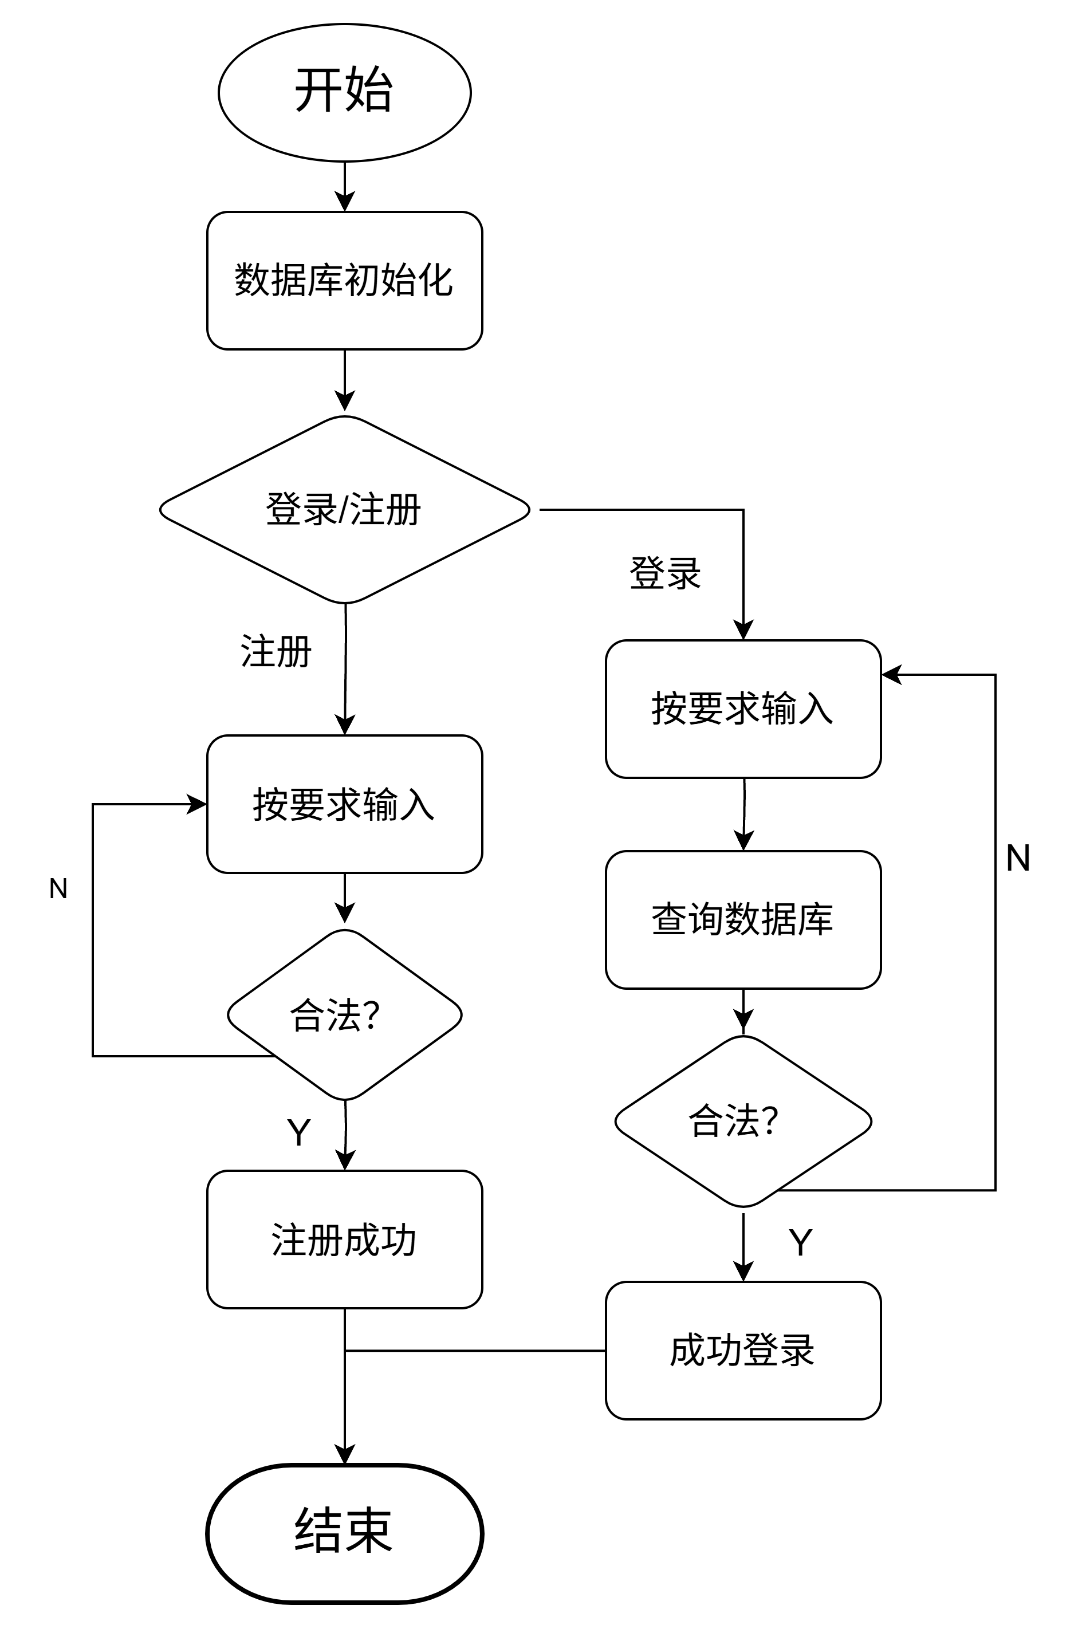 开始
数据库初始化
登录/注册
登录
注册
按要求输入
按要求输入
N
N
查询数据库
合法？
合法？
Y
注册成功
Y
成功登录
结束